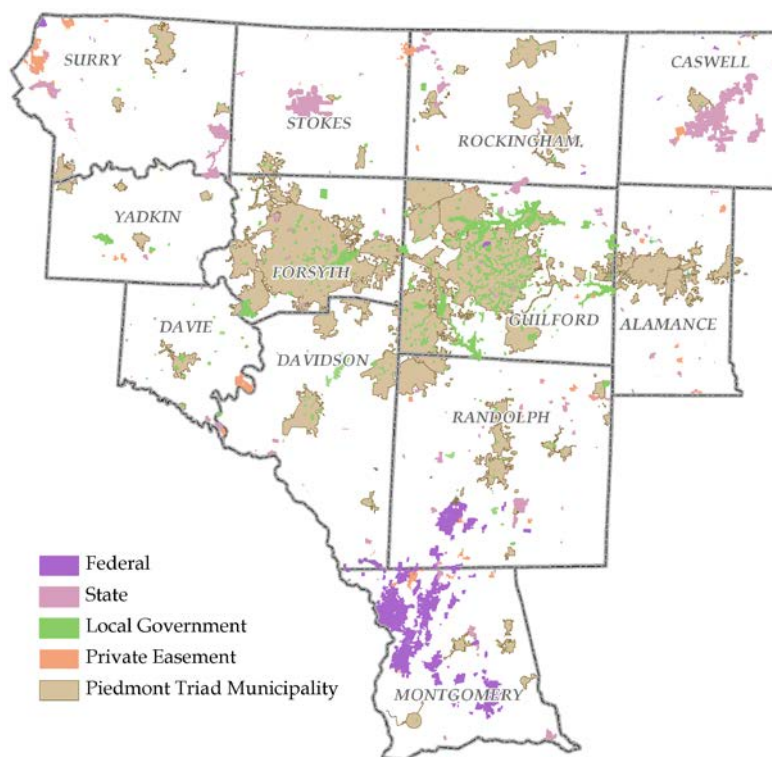 SURRY
STOKES
ROCKINGHAM
CASWELL
YADKIN
FORSYTH
GUILFORD
ALAMANCE
DAVIE
DAVIDSON
RANDOLPH
MONTGOMERY
Federal
State
Local Government
Private Easement
Piedmont Triad Municipality